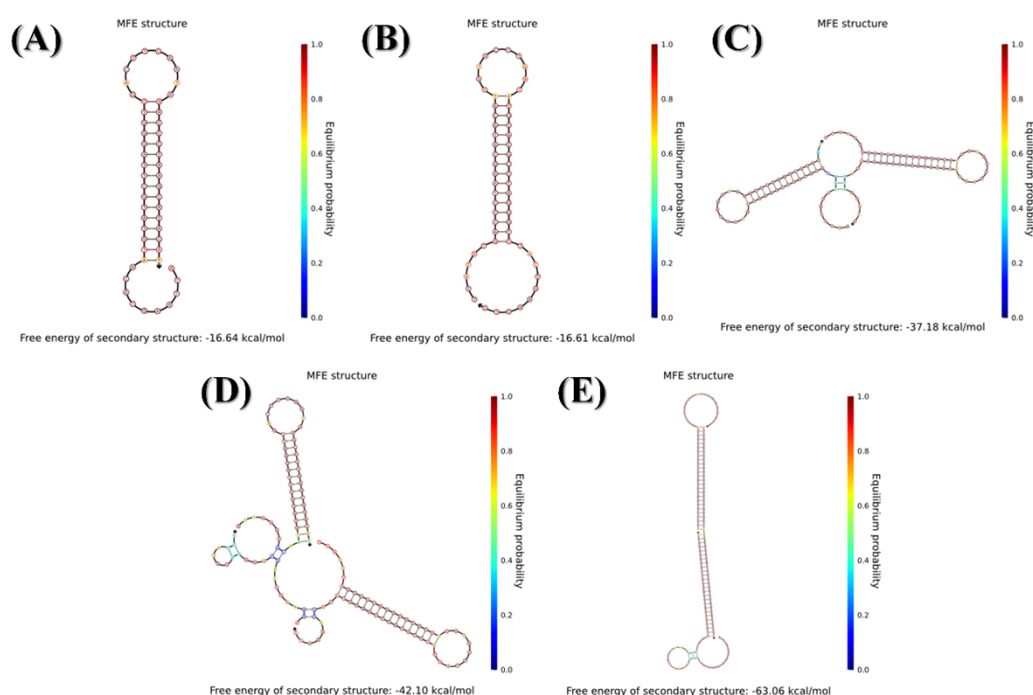 (A)
MFE structure
1.0
0.8
0.6
0.4
0.2
0.0
Equilibrium probability
Free energy of secondary structure: -16.64 kcal/mol
(B)
MFE structure
1.0
0.8
0.6
0.4
0.2
0.0
Equilibrium probability
Free energy of secondary structure: -16.61 kcal/mol
(C)
MFE structure
1.0
0.8
0.6
0.4
0.2
0.0
Equilibrium probability
Free energy of secondary structure: -37.18 kcal/mol
(D)
MFE structure
1.0
0.8
0.6
0.4
0.2
0.0
Equilibrium probability
Free energy of secondary structure: -42.10 kcal/mol
(E)
MFE structure
1.0
0.8
0.6
0.4
0.2
0.0
Equilibrium probability
Free energy of secondary structure: -63.06 kcal/mol